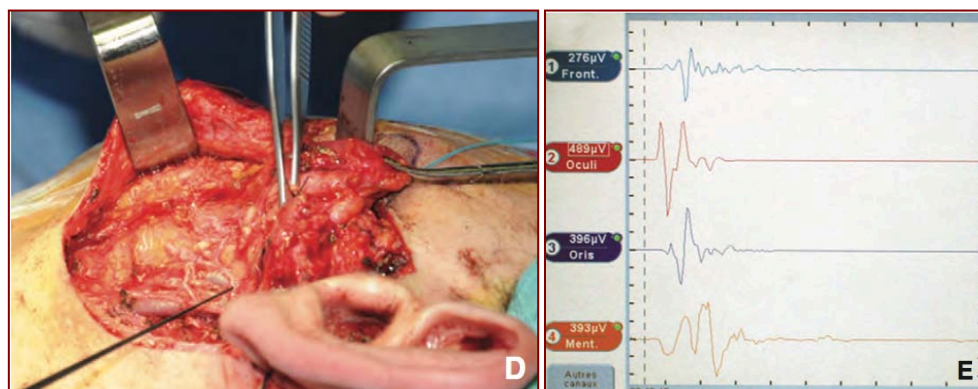 D
1
276µV
Front.
2
489µV
Oculi
3
396µV
Oris
4
393µV
Ment.
Autres
canaux
E